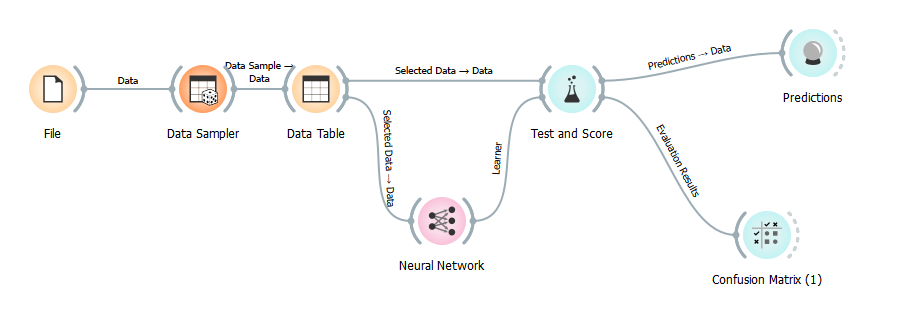 Predictions → Data
Data Sample →
Data
Data
Selected Data → Data
File
Data Sampler
Data Table
Test and Score
Predictions
Selected Data → Data
Learner
Evaluation Results
Neural Network
Confusion Matrix (1)